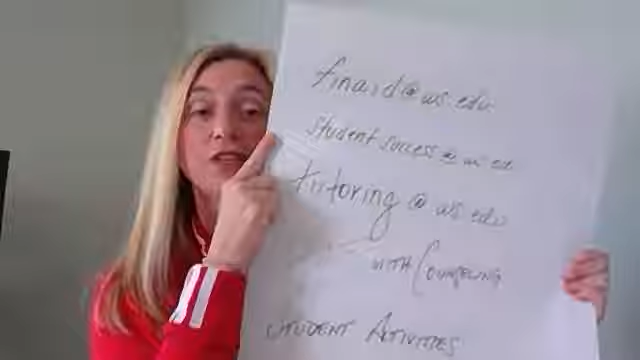 finaid@ws.edu
Student success@ws.edu
tutoring@ws.edu
with Counseling
STUDENT ACTIVITIES